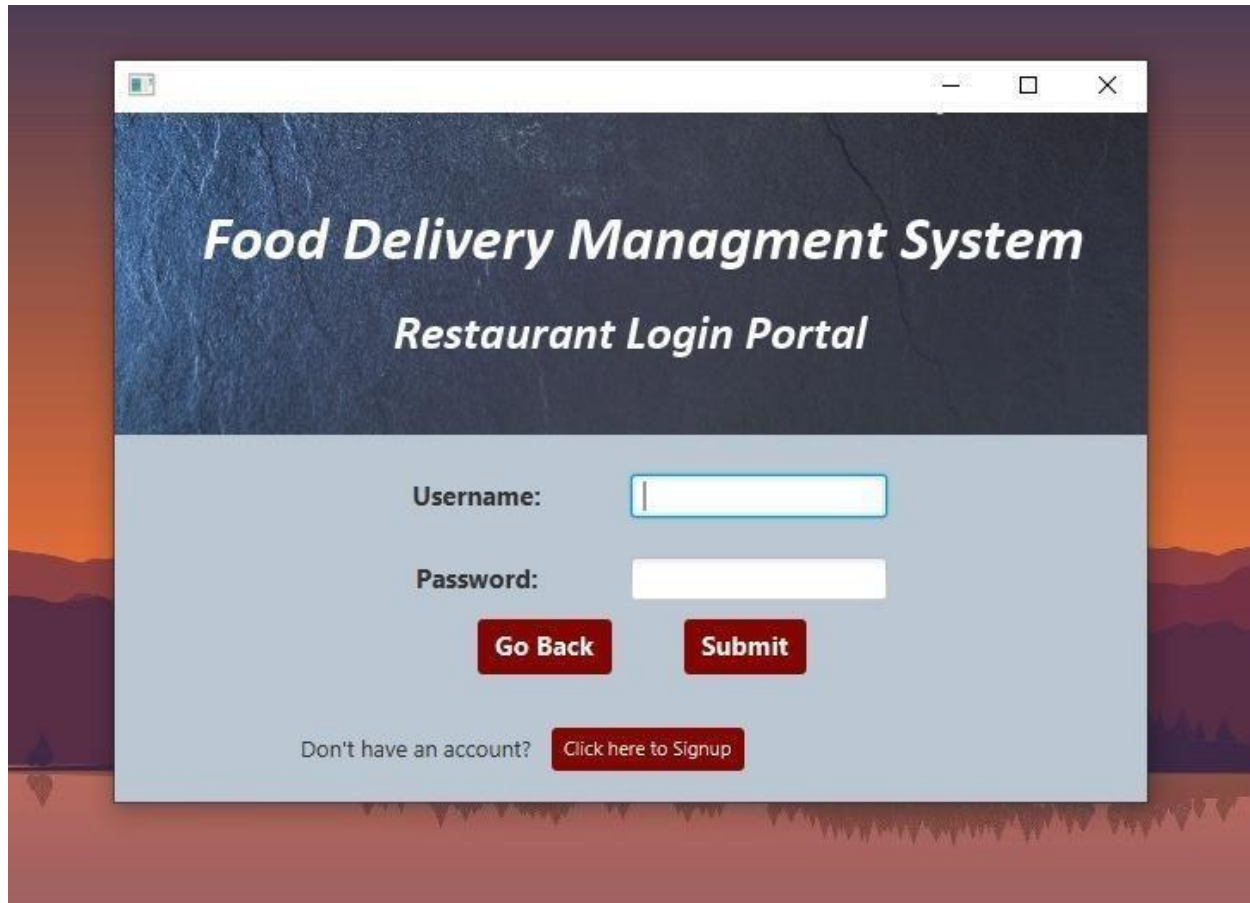 Food Delivery Managment System
Restaurant Login Portal
Username:
Password:
Go Back Submit
Don't have an account? Click here to Signup